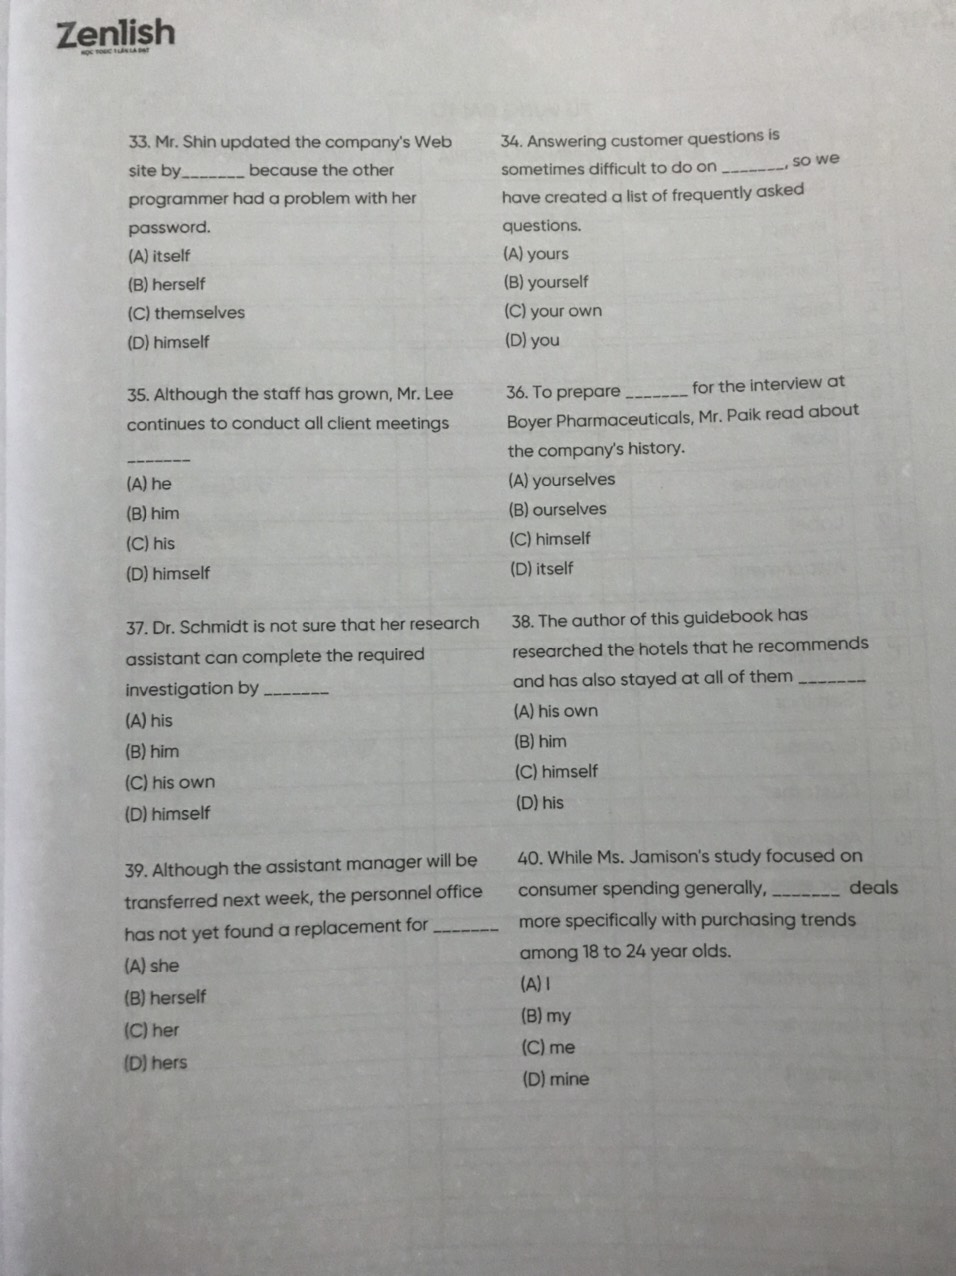 Zenlish
HỌC TOEIC 1 LẦN LÀ ĐẠT
33. Mr. Shin updated the company's Web
site by_______ because the other
programmer had a problem with her
password.
(A) itself
(B) herself
(C) themselves
(D) himself
34. Answering customer questions is
sometimes difficult to do on _______, so we
have created a list of frequently asked
questions.
(A) yours
(B) yourself
(C) your own
(D) you
35. Although the staff has grown, Mr. Lee
continues to conduct all client meetings
_______
(A) he
(B) him
(C) his
(D) himself
36. To prepare _______ for the interview at
Boyer Pharmaceuticals, Mr. Paik read about
the company's history.
(A) yourselves
(B) ourselves
(C) himself
(D) itself
37. Dr. Schmidt is not sure that her research
assistant can complete the required
investigation by _______
(A) his
(B) him
(C) his own
(D) himself
38. The author of this guidebook has
researched the hotels that he recommends
and has also stayed at all of them _______
(A) his own
(B) him
(C) himself
(D) his
39. Although the assistant manager will be
transferred next week, the personnel office
has not yet found a replacement for _______
(A) she
(B) herself
(C) her
(D) hers
40. While Ms. Jamison's study focused on
consumer spending generally, _______ deals
more specifically with purchasing trends
among 18 to 24 year olds.
(A) I
(B) my
(C) me
(D) mine